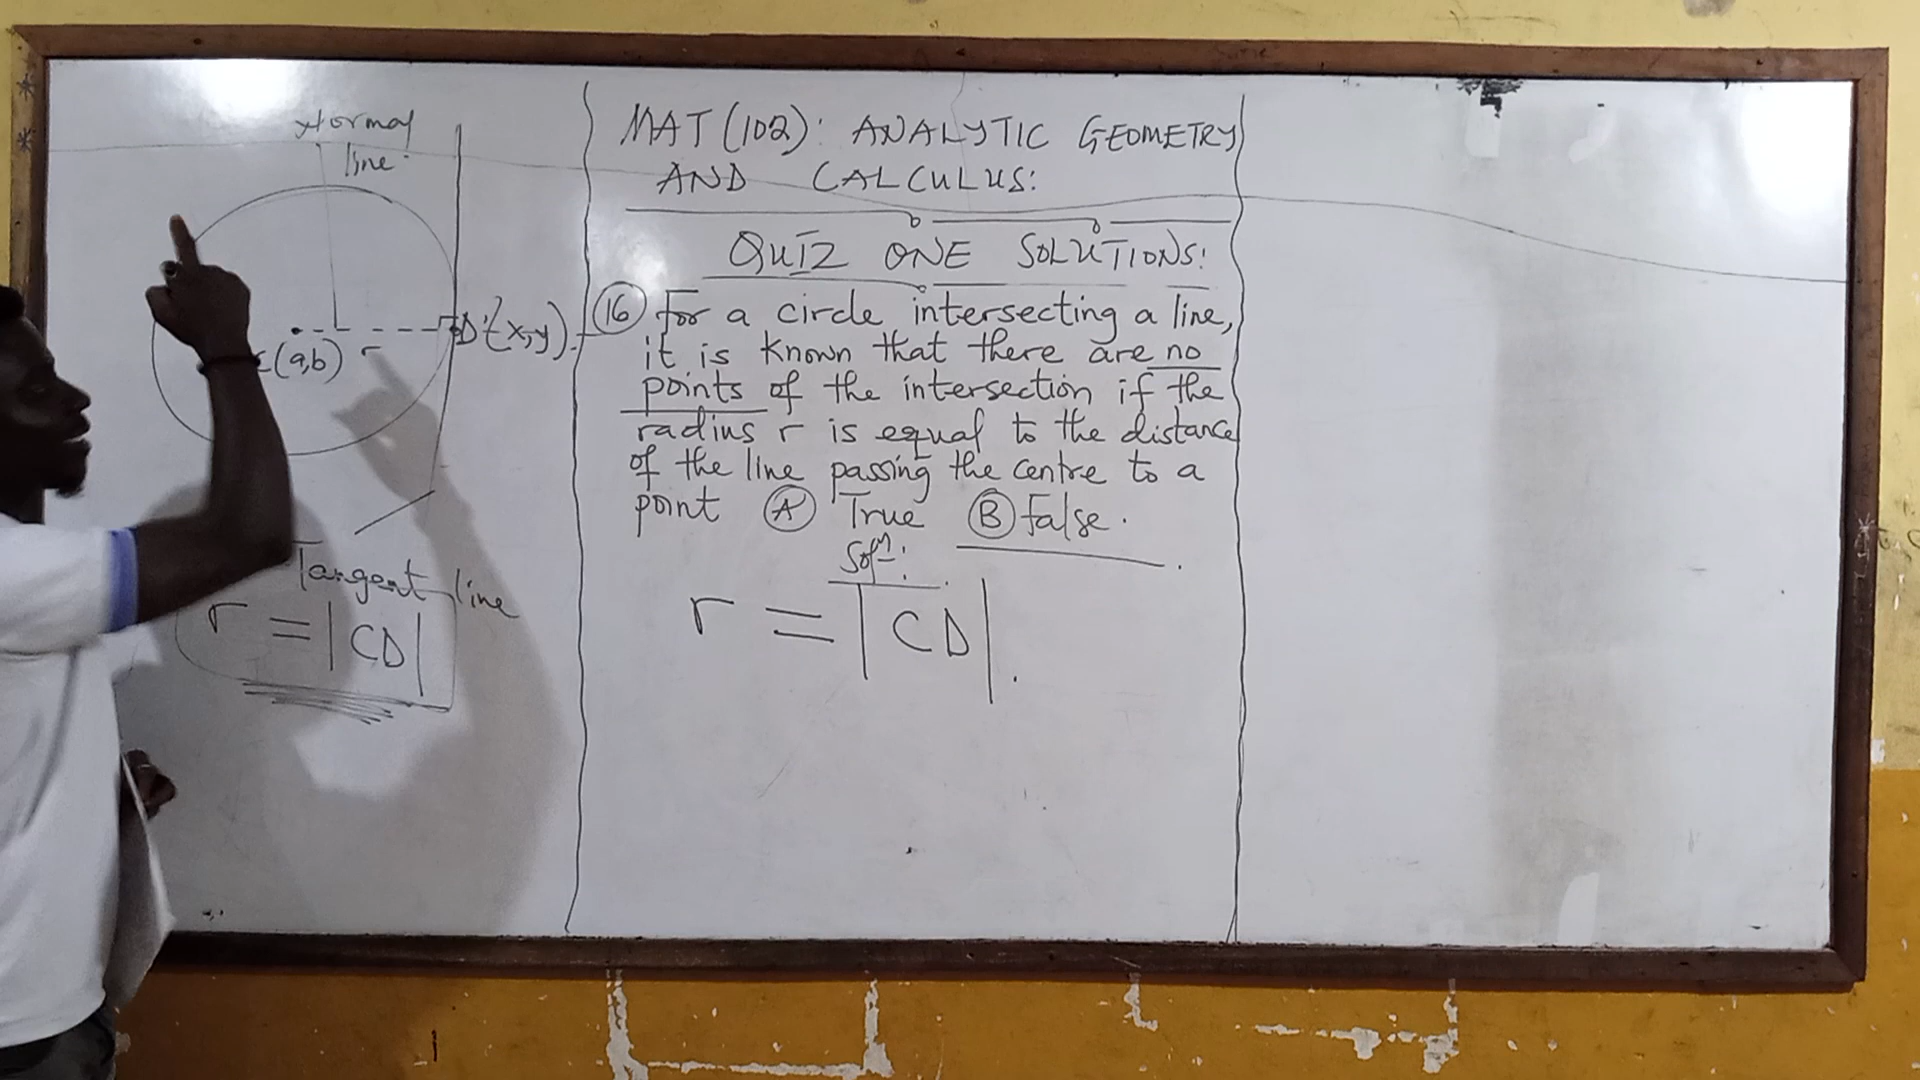 Normal
line.
C(a,b)
r
D(x,y).
Tangent line
r = |CD|
MAT(102): ANALYTIC GEOMETRY
AND CALCULUS:
QUIZ ONE SOLUTIONS:
16 For a circle intersecting a line,
it is known that there are no
points of the intersection if the
radius r is equal to the distance
of the line passing the centre to a
point A True B False.
Solⁿ:
r = |CD|.